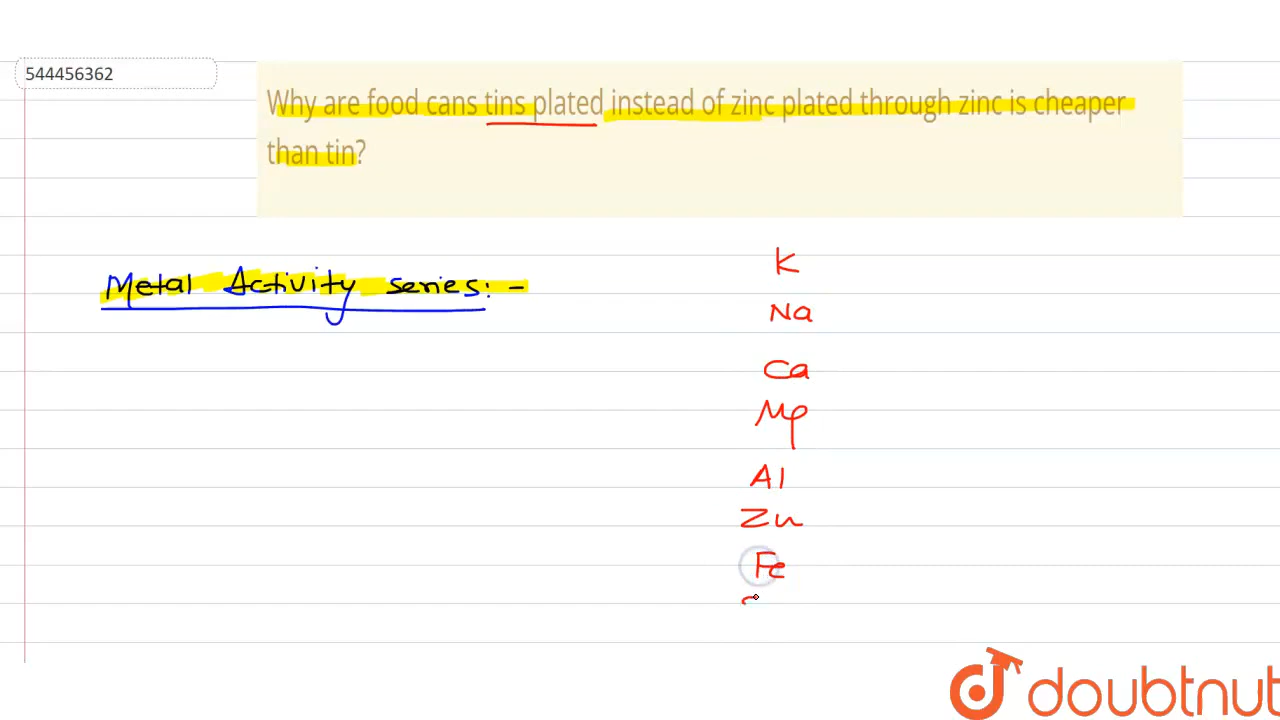 544456362
Why are food cans tins plated instead of zinc plated through zinc is cheaper
than tin?
Metal Activity series: -
K
Na
Ca
Mg
Al
Zn
Fe
doubtnut